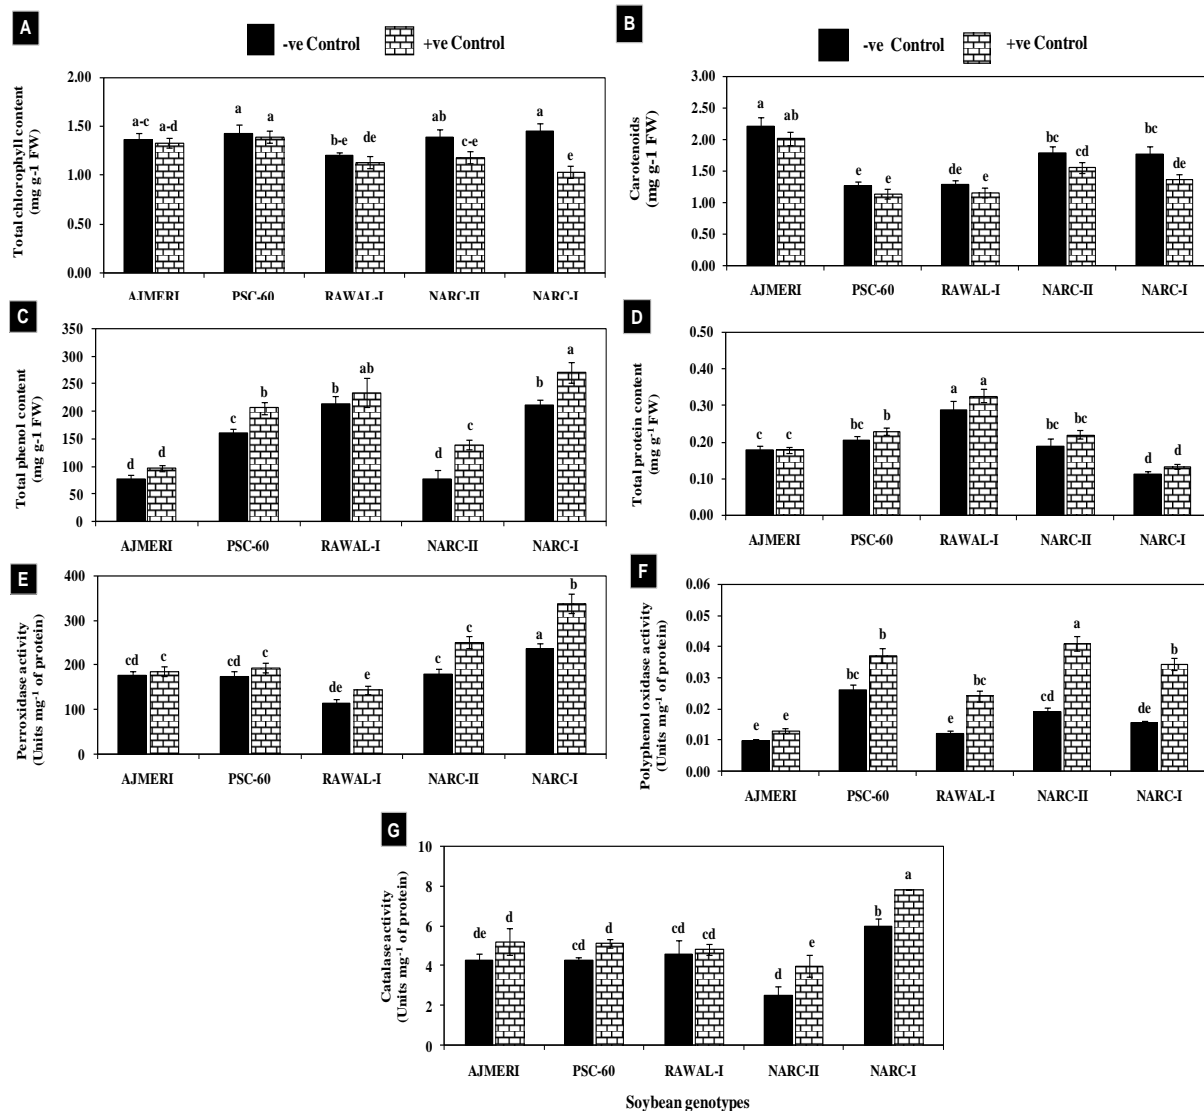 A
-ve Control +ve Control
Total chlorophyll content
(mg g-1 FW)
2.00
1.50
1.00
0.50
0.00
a-c a-d a a b-e de ab c-e a e
AJMERI PSC-60 RAWAL-I NARC-II NARC-I
B
-ve Control +ve Control
Carotenoids
(mg g-1 FW)
3.00
2.50
2.00
1.50
1.00
0.50
0.00
a ab e e de e bc cd bc de
AJMERI PSC-60 RAWAL-I NARC-II NARC-I
C
Total phenol content
(mg g-1 FW)
350
300
250
200
150
100
50
0
d d c b b ab d c b a
AJMERI PSC-60 RAWAL-I NARC-II NARC-I
D
Total protein content
(mg g-1 FW)
0.50
0.40
0.30
0.20
0.10
0.00
c c bc b a a bc bc d d
AJMERI PSC-60 RAWAL-I NARC-II NARC-I
E
Perroxidase activity
(Units mg-1 of protein)
400
300
200
100
0
cd c cd c de e c c a b
AJMERI PSC-60 RAWAL-I NARC-II NARC-I
F
Polyphenol oxidase activity
(Units mg-1 of protein)
0.06
0.05
0.04
0.03
0.02
0.01
0.00
e e bc b e bc cd a de b
AJMERI PSC-60 RAWAL-I NARC-II NARC-I
G
Catalase activity
(Units mg-1 of protein)
10
8
6
4
2
0
de d cd d cd cd d e b a
AJMERI PSC-60 RAWAL-I NARC-II NARC-I
Soybean genotypes